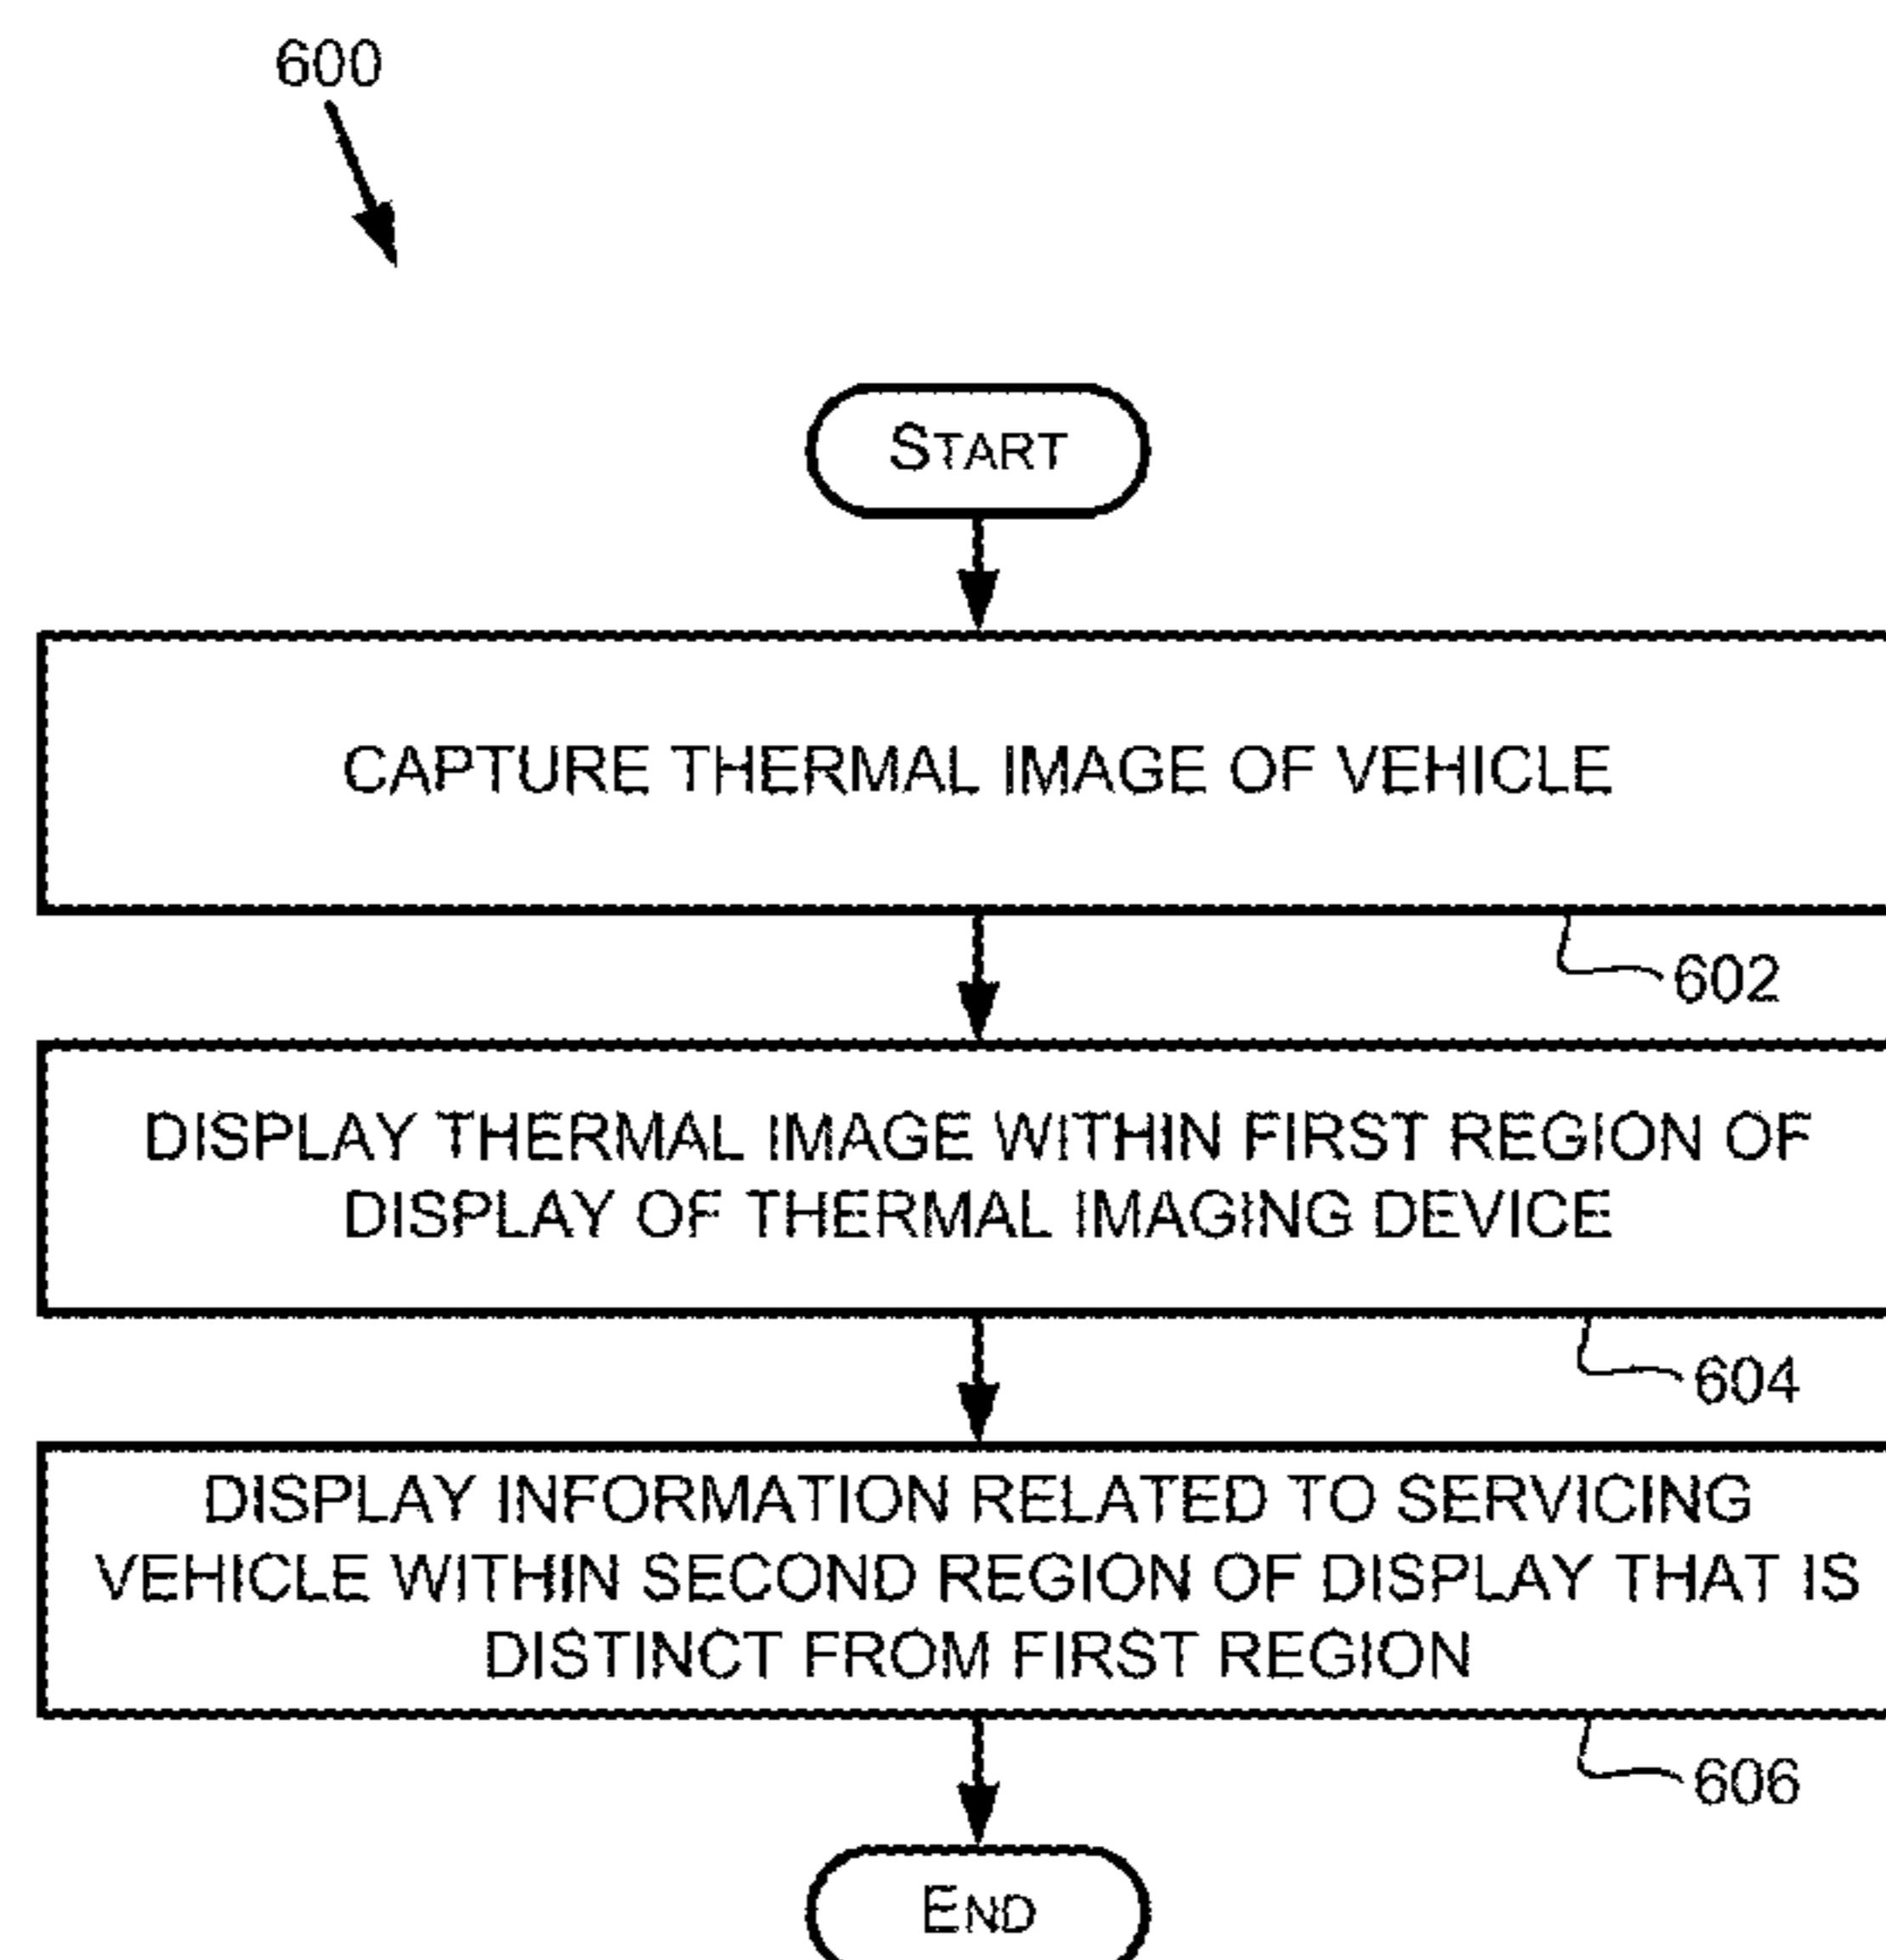 600
START
CAPTURE THERMAL IMAGE OF VEHICLE
602
DISPLAY THERMAL IMAGE WITHIN FIRST REGION OF
DISPLAY OF THERMAL IMAGING DEVICE
604
DISPLAY INFORMATION RELATED TO SERVICING
VEHICLE WITHIN SECOND REGION OF DISPLAY THAT IS
DISTINCT FROM FIRST REGION
606
END